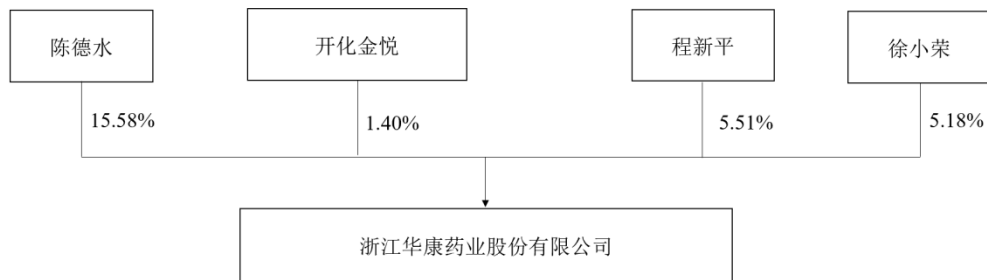 陈德水
开化金悦
程新平
徐小荣
15.58%
1.40%
5.51%
5.18%
浙江华康药业股份有限公司